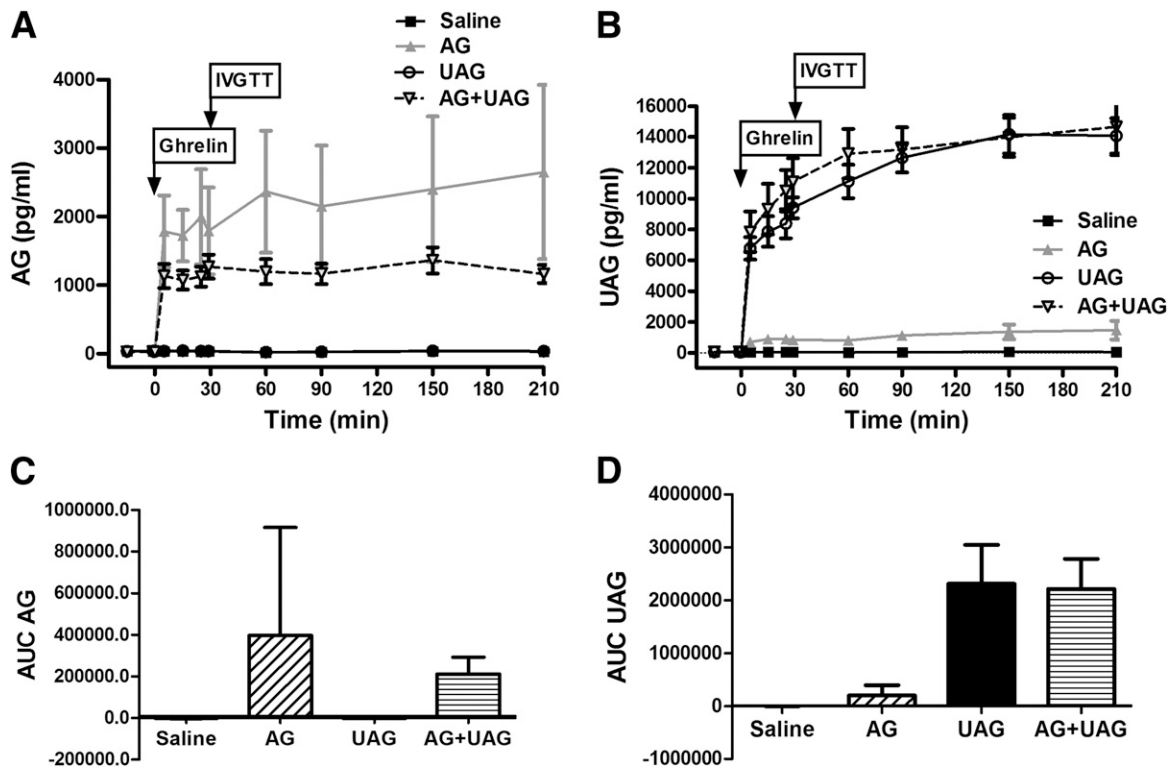 A
Saline
AG
UAG
AG+UAG
IVGTT
Ghrelin
AG (pg/ml)
4000
3000
2000
1000
0
0 30 60 90 120 150 180 210
Time (min)
B
IVGTT
Ghrelin
UAG (pg/ml)
16000
14000
12000
10000
8000
6000
4000
2000
0
Saline
AG
UAG
AG+UAG
0 30 60 90 120 150 180 210
Time (min)
C
AUC AG
1000000.0
800000.0
600000.0
400000.0
200000.0
0.0
-200000.0
Saline AG UAG AG+UAG
D
AUC UAG
4000000
3000000
2000000
1000000
0
-1000000
Saline AG UAG AG+UAG